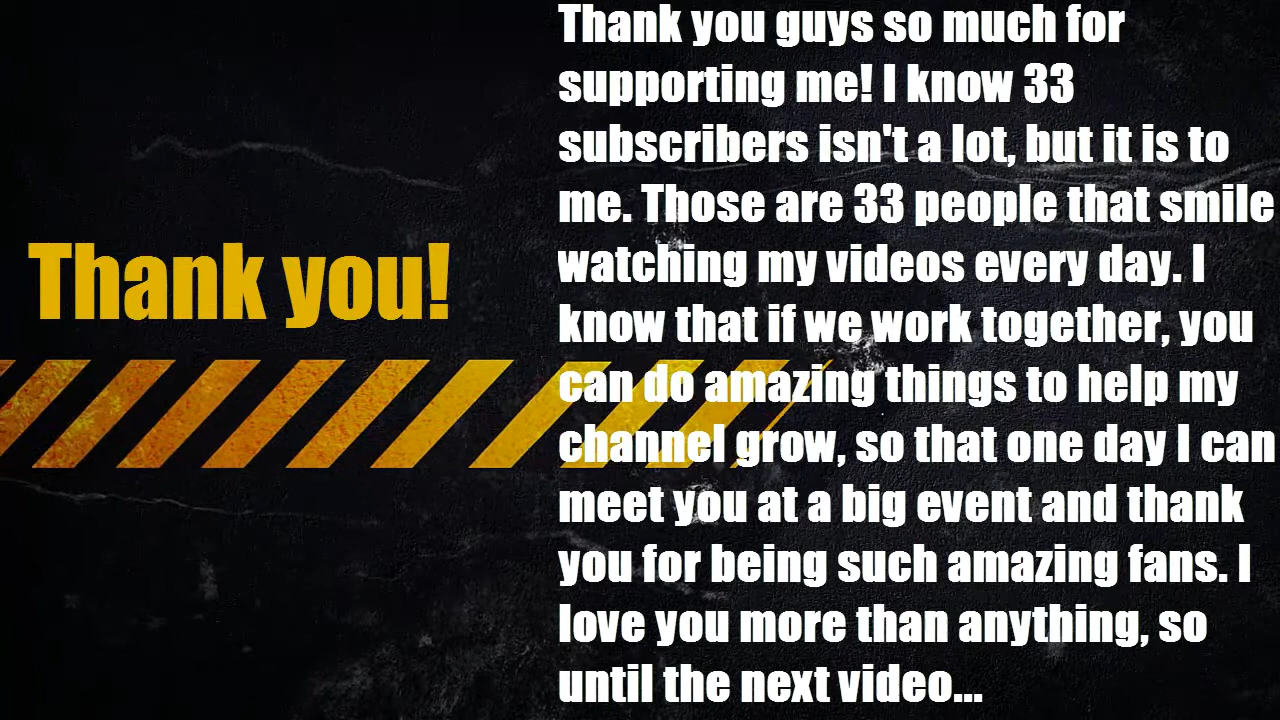 Thank you!
Thank you guys so much for
supporting me! I know 33
subscribers isn't a lot, but it is to
me. Those are 33 people that smile
watching my videos every day. I
know that if we work together, you
can do amazing things to help my
channel grow, so that one day I can
meet you at a big event and thank
you for being such amazing fans. I
love you more than anything, so
until the next video...